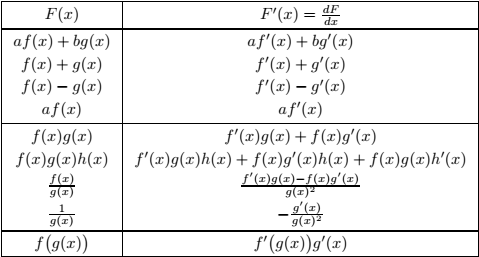 F(x) F′(x) = dF/dx
af(x) + bg(x) af′(x) + bg′(x)
f(x) + g(x) f′(x) + g′(x)
f(x) − g(x) f′(x) − g′(x)
af(x) af′(x)
f(x)g(x) f′(x)g(x) + f(x)g′(x)
f(x)g(x)h(x) f′(x)g(x)h(x) + f(x)g′(x)h(x) + f(x)g(x)h′(x)
f(x)/g(x) (f′(x)g(x)−f(x)g′(x))/g(x)²
1/g(x) −g′(x)/g(x)²
f(g(x)) f′(g(x))g′(x)